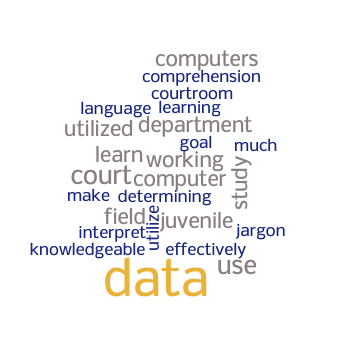 computers
comprehension
courtroom
language learning
utilized department
goal much
learn working
court computer
study
make determining
field juvenile
utilize
interpret jargon
knowledgeable effectively
data use